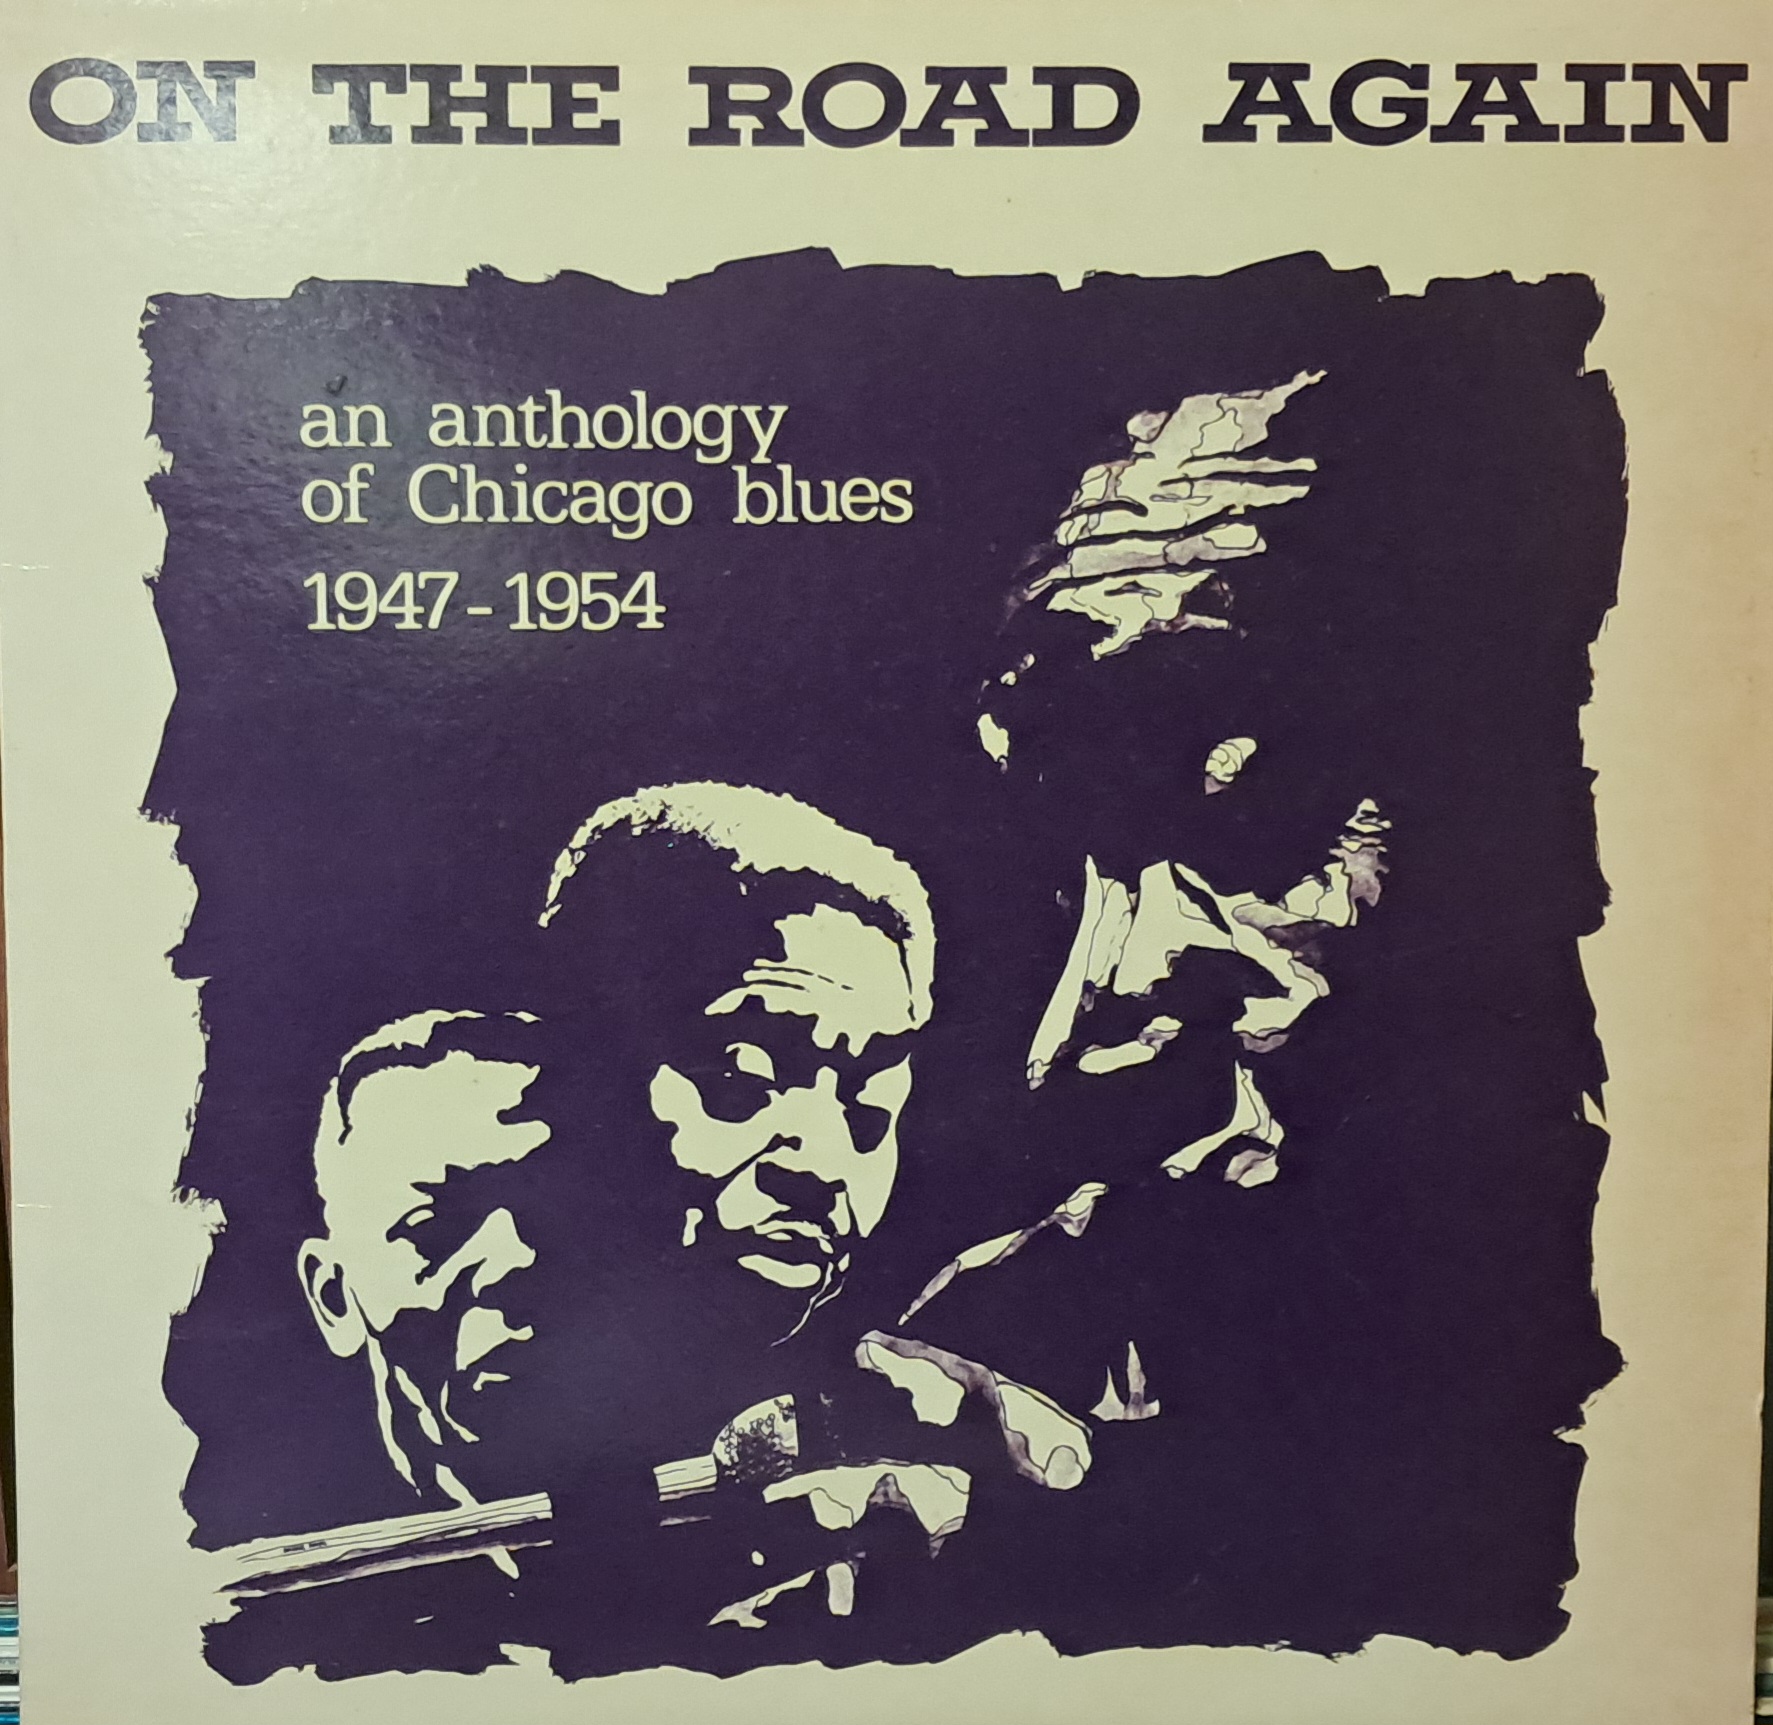 ON THE ROAD AGAIN
an anthology
of Chicago blues
1947-1954